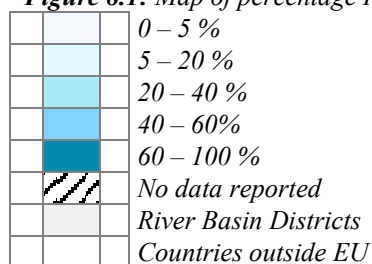 Figure 6.1: Map of percentage
0 – 5 %
5 – 20 %
20 – 40 %
40 – 60%
60 – 100 %
No data reported
River Basin Districts
Countries outside EU